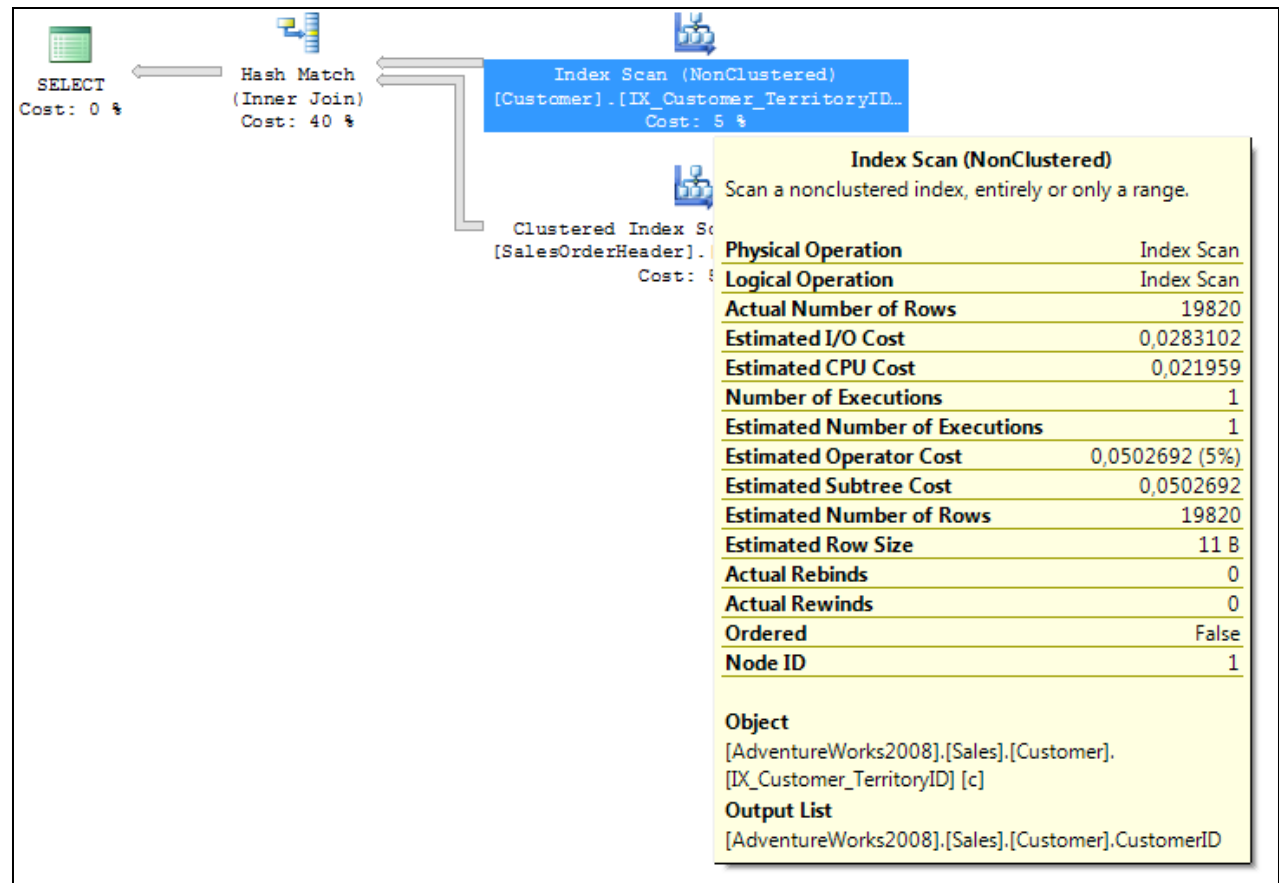 SELECT
Cost: 0 %
Hash Match
(Inner Join)
Cost: 40 %
Index Scan (NonClustered)
[Customer].[IX_Customer_TerritoryID…
Cost: 5 %
Clustered Index
[SalesOrderHeader].
Cost:
Index Scan (NonClustered)
Scan a nonclustered index, entirely or only a range.
Physical Operation Index Scan
Logical Operation Index Scan
Actual Number of Rows 19820
Estimated I/O Cost 0,0283102
Estimated CPU Cost 0,021959
Number of Executions 1
Estimated Number of Executions 1
Estimated Operator Cost 0,0502692 (5%)
Estimated Subtree Cost 0,0502692
Estimated Number of Rows 19820
Estimated Row Size 11 B
Actual Rebinds 0
Actual Rewinds 0
Ordered False
Node ID 1
Object
[AdventureWorks2008].[Sales].[Customer].
[IX_Customer_TerritoryID] [c]
Output List
[AdventureWorks2008].[Sales].[Customer].CustomerID